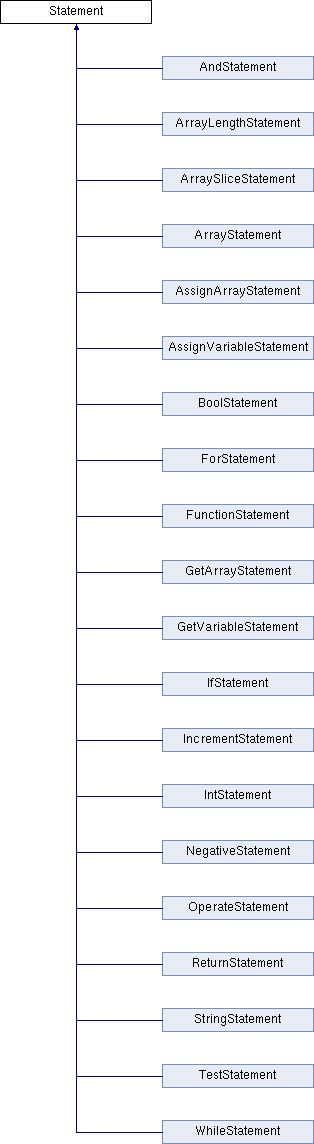 Statement
AndStatement
ArrayLengthStatement
ArraySliceStatement
ArrayStatement
AssignArrayStatement
AssignVariableStatement
BoolStatement
ForStatement
FunctionStatement
GetArrayStatement
GetVariableStatement
IfStatement
IncrementStatement
IntStatement
NegativeStatement
OperateStatement
ReturnStatement
StringStatement
TestStatement
WhileStatement